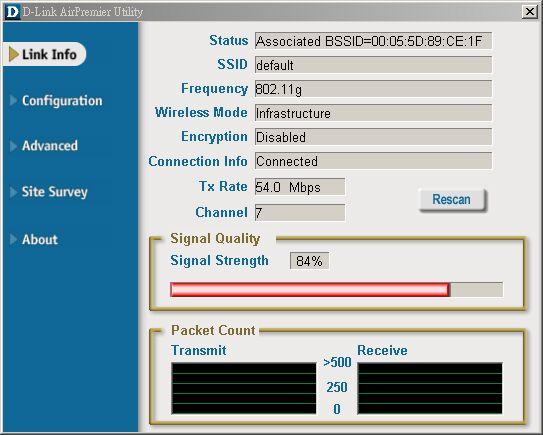 D D-Link AirPremier Utility
Link Info
Configuration
Advanced
Site Survey
About
Status Associated BSSID=00:05:5D:89:CE:1F
SSID default
Frequency 802.11g
Wireless Mode Infrastructure
Encryption Disabled
Connection Info Connected
Tx Rate 54.0 Mbps
Channel 7
Rescan
Signal Quality
Signal Strength 84%
Packet Count
Transmit
>500
250
0
Receive